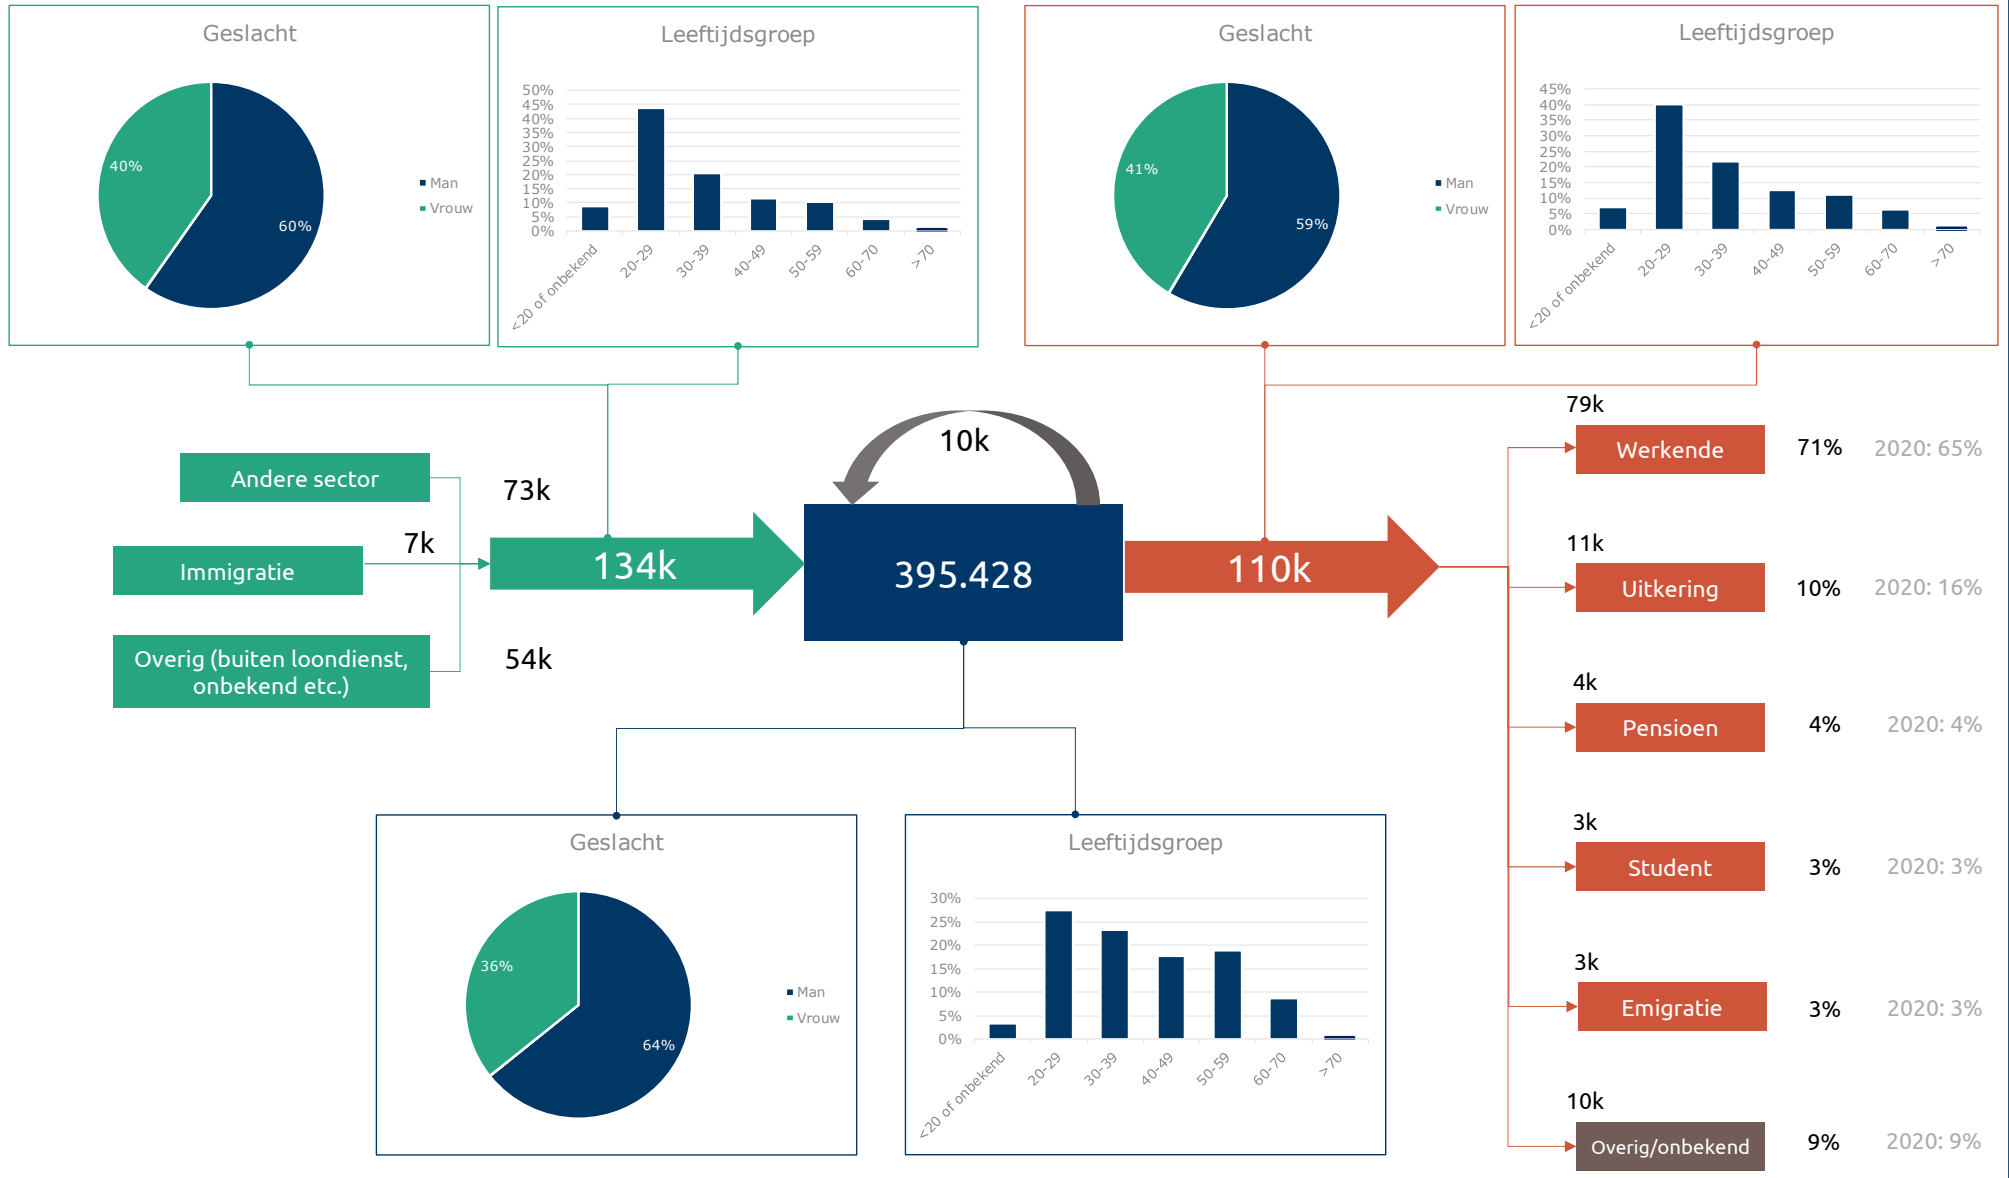 Geslacht
40%
60%
Man
Vrouw
Leeftijdsgroep
50%
45%
40%
35%
30%
25%
20%
15%
10%
5%
0%
<20 of onbekend
20-29
30-39
40-49
50-59
60-70
>70
Geslacht
41%
59%
Man
Vrouw
Leeftijdsgroep
45%
40%
35%
30%
25%
20%
15%
10%
5%
0%
<20 of onbekend
20-29
30-39
40-49
50-59
60-70
>70
Andere sector
73k
Immigratie
7k
Overig (buiten loondienst,
onbekend etc.)
54k
134k
10k
395.428
110k
79k
Werkende
71%
2020: 65%
11k
Uitkering
10%
2020: 16%
4k
Pensioen
4%
2020: 4%
3k
Student
3%
2020: 3%
3k
Emigratie
3%
2020: 3%
10k
Overig/onbekend
9%
2020: 9%
Geslacht
36%
64%
Man
Vrouw
Leeftijdsgroep
30%
25%
20%
15%
10%
5%
0%
<20 of onbekend
20-29
30-39
40-49
50-59
60-70
>70